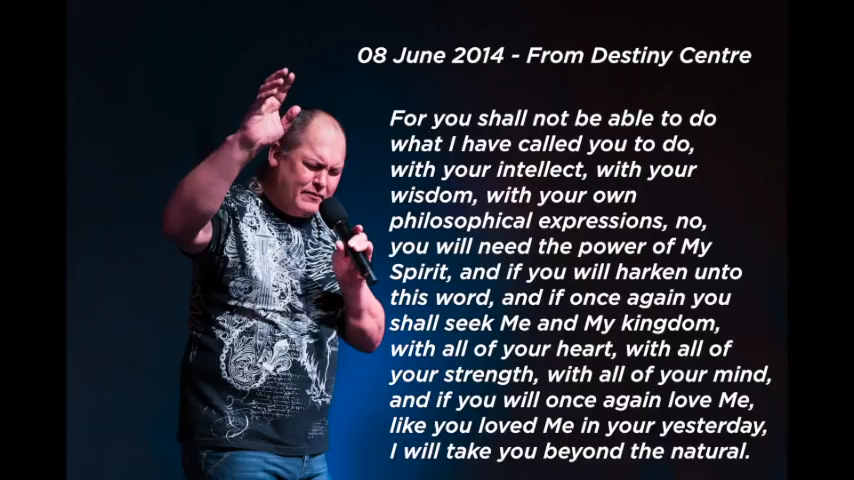 08 June 2014 - From Destiny Centre
For you shall not be able to do
what I have called you to do,
with your intellect, with your
wisdom, with your own
philosophical expressions, no,
you will need the power of My
Spirit, and if you will harken unto
this word, and if once again you
shall seek Me and My kingdom,
with all of your heart, with all of
your strength, with all of your mind,
and if you will once again love Me,
like you loved Me in your yesterday,
I will take you beyond the natural.